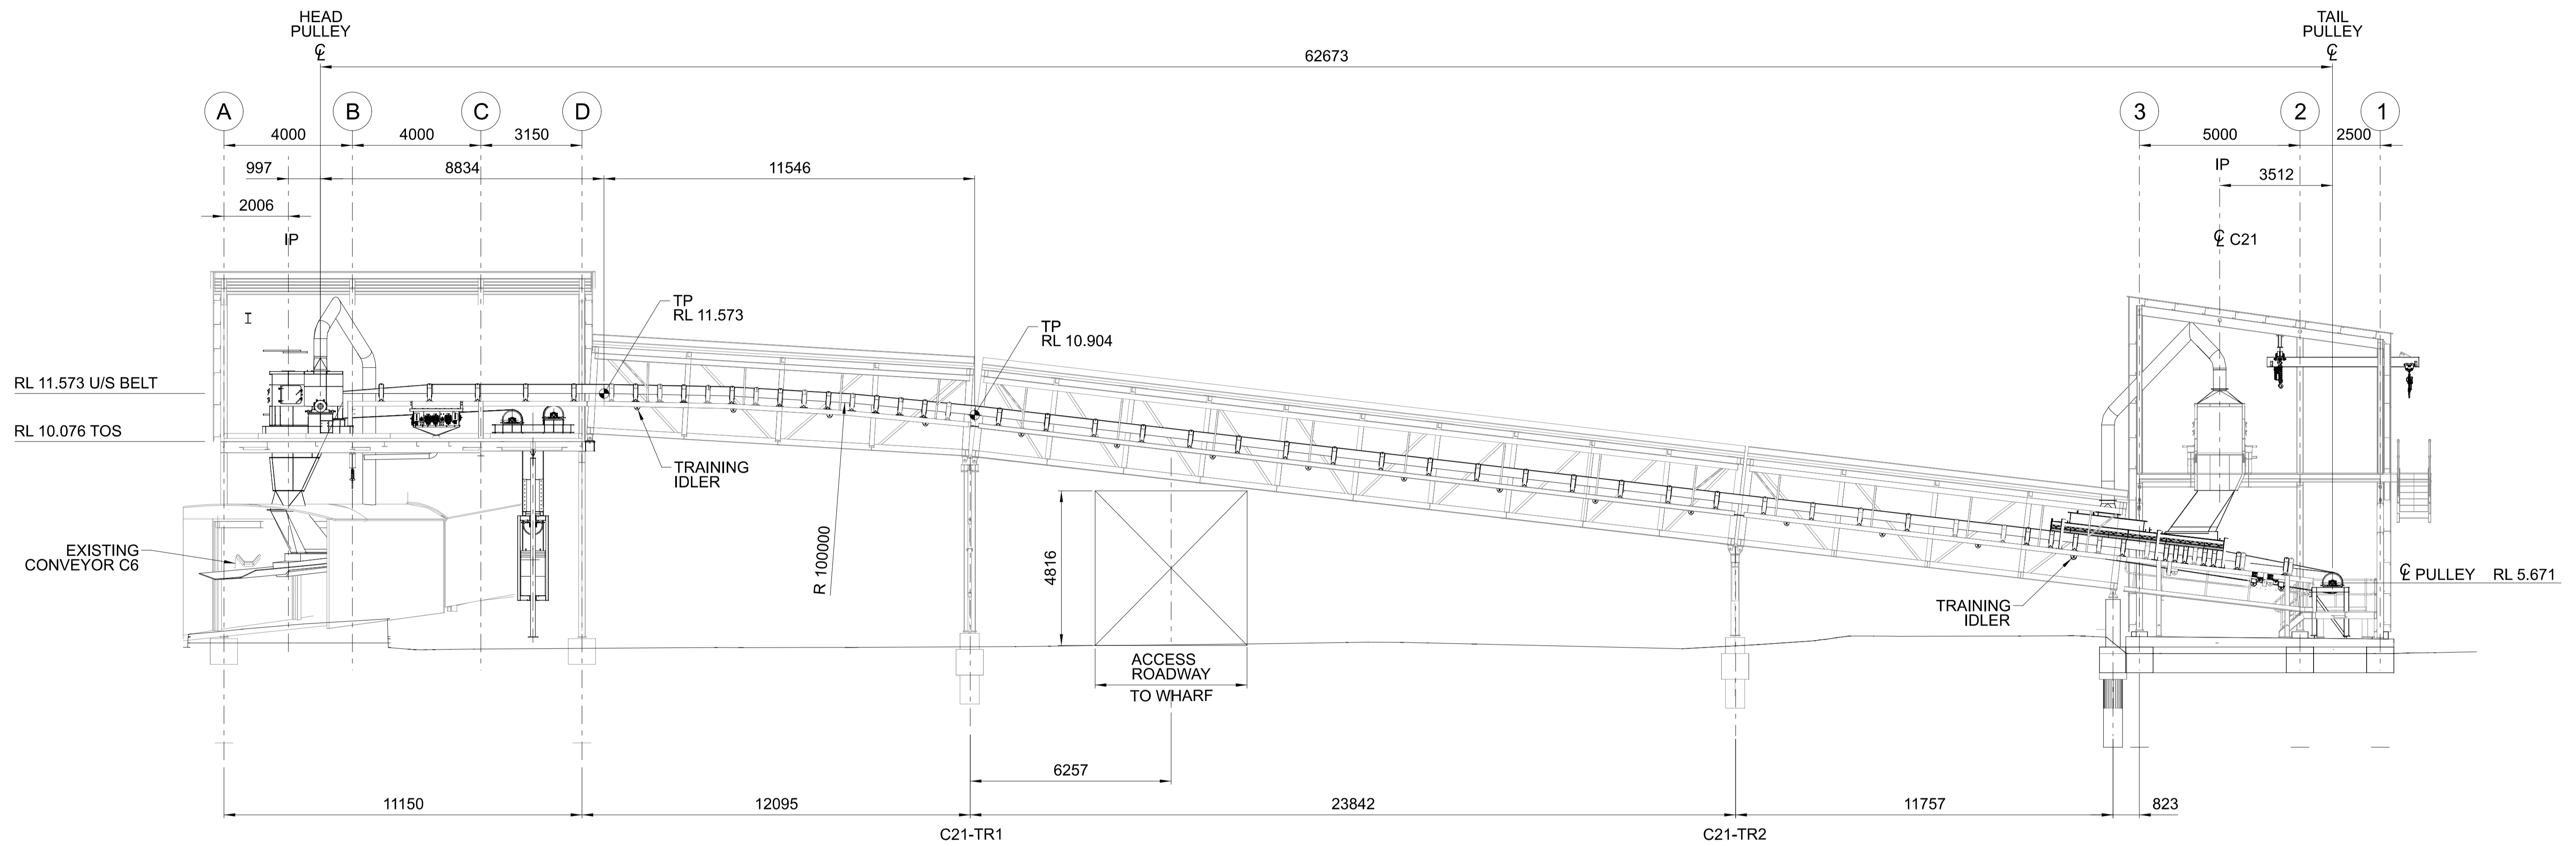 HEAD
PULLEY
℄
TAIL
PULLEY
℄
62673
A
B
C
D
3
2
1
4000
4000
3150
5000
2500
997
8834
11546
IP
3512
2006
IP
℄ C21
TP
RL 11.573
TP
RL 10.904
RL 11.573 U/S BELT
RL 10.076 TOS
TRAINING
IDLER
R 100000
4816
EXISTING
CONVEYOR C6
℄ PULLEY RL 5.671
TRAINING
IDLER
ACCESS
ROADWAY
TO WHARF
6257
11150
12095
23842
11757
823
C21-TR1
C21-TR2